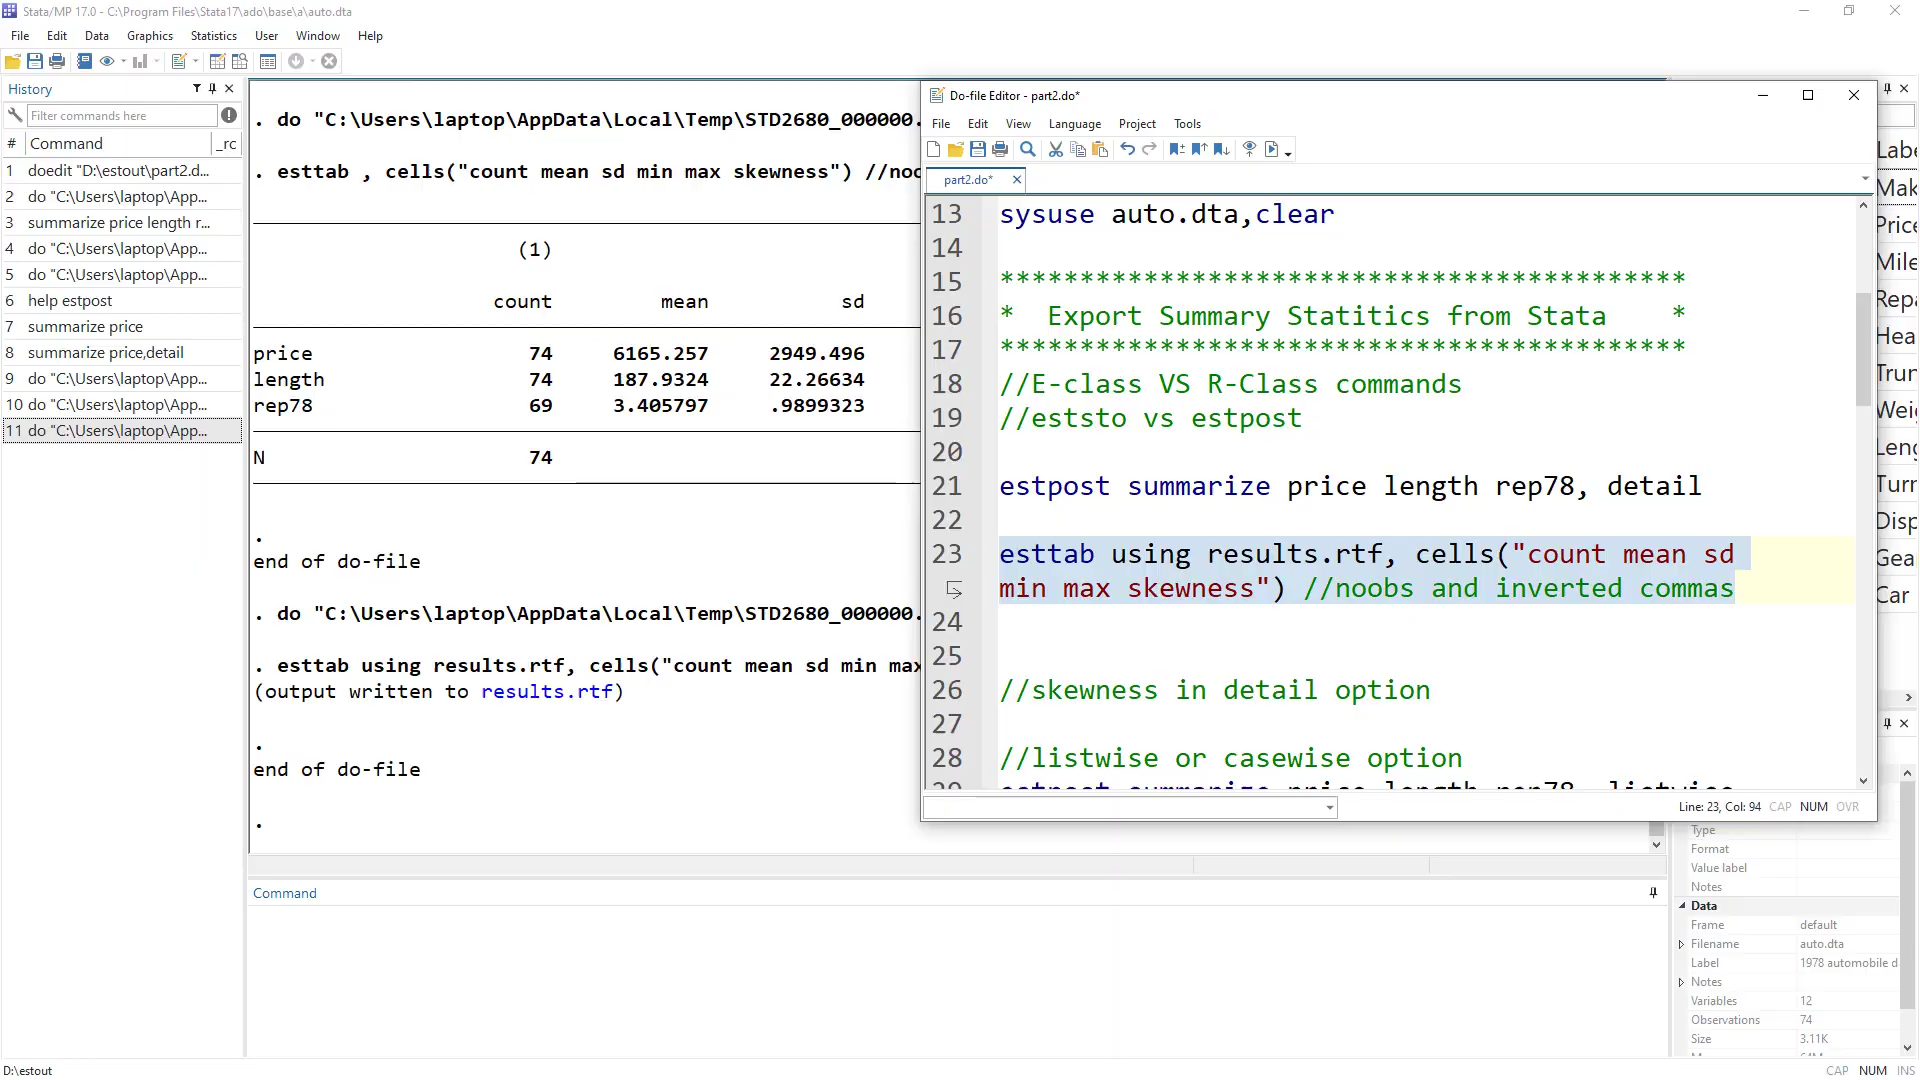 Stata/MP 17.0 - C:\Program Files\Stata17\ado\base\a\auto.dta
File Edit Data Graphics Statistics User Window Help
History
Filter commands here
# Command _rc
1 doedit "D:\estout\part2.d...
2 do "C:\Users\laptop\App...
3 summarize price length r...
4 do "C:\Users\laptop\App...
5 do "C:\Users\laptop\App...
6 help estpost
7 summarize price
8 summarize price,detail
9 do "C:\Users\laptop\App...
10 do "C:\Users\laptop\App...
11 do "C:\Users\laptop\App...
. do "C:\Users\laptop\AppData\Local\Temp\STD2680_000000.
. esttab , cells("count mean sd min max skewness") //noo
(1)
count mean sd
price 74 6165.257 2949.496
length 74 187.9324 22.26634
rep78 69 3.405797 .9899323
N 74
.
end of do-file
. do "C:\Users\laptop\AppData\Local\Temp\STD2680_000000.
. esttab using results.rtf, cells("count mean sd min max
(output written to results.rtf)
.
end of do-file
.
Command
Do-file Editor - part2.do*
File Edit View Language Project Tools
part2.do*
13 sysuse auto.dta,clear
14
15 *******************************************
16 * Export Summary Statitics from Stata *
17 *******************************************
18 //E-class VS R-Class commands
19 //eststo vs estpost
20
21 estpost summarize price length rep78, detail
22
23 esttab using results.rtf, cells("count mean sd
min max skewness") //noobs and inverted commas
24
25
26 //skewness in detail option
27
28 //listwise or casewise option
29 estpost summarize price length rep78, listwise
Line: 23, Col: 94 CAP NUM OVR
Labe
Mak
Price
Mile
Repa
Hea
Trun
Weig
Leng
Turn
Disp
Gea
Car
Type
Format
Value label
Notes
Data
Frame default
Filename auto.dta
Label 1978 automobile d
Notes
Variables 12
Observations 74
Size 3.11K
D:\estout
CAP NUM INS